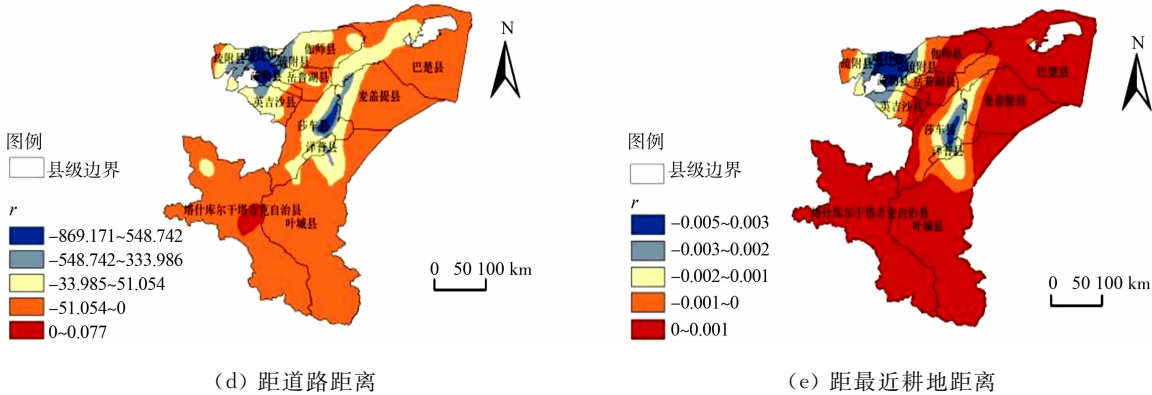 N
伽师县
疏附县
疏附县
岳普湖县
巴楚县
英吉沙县
麦盖提县
莎车县
泽普县
塔什库尔干塔吉克自治县
叶城县
图例
县级边界
r
-869.171~548.742
-548.742~333.986
-33.985~51.054
-51.054~0
0~0.077
0 50 100 km
(d) 距道路距离
N
伽师县
疏附县
疏附县
岳普湖县
巴楚县
英吉沙县
麦盖提县
莎车县
泽普县
塔什库尔干塔吉克自治县
叶城县
图例
县级边界
r
-0.005~0.003
-0.003~0.002
-0.002~0.001
-0.001~0
0~0.001
0 50 100 km
(e) 距最近耕地距离